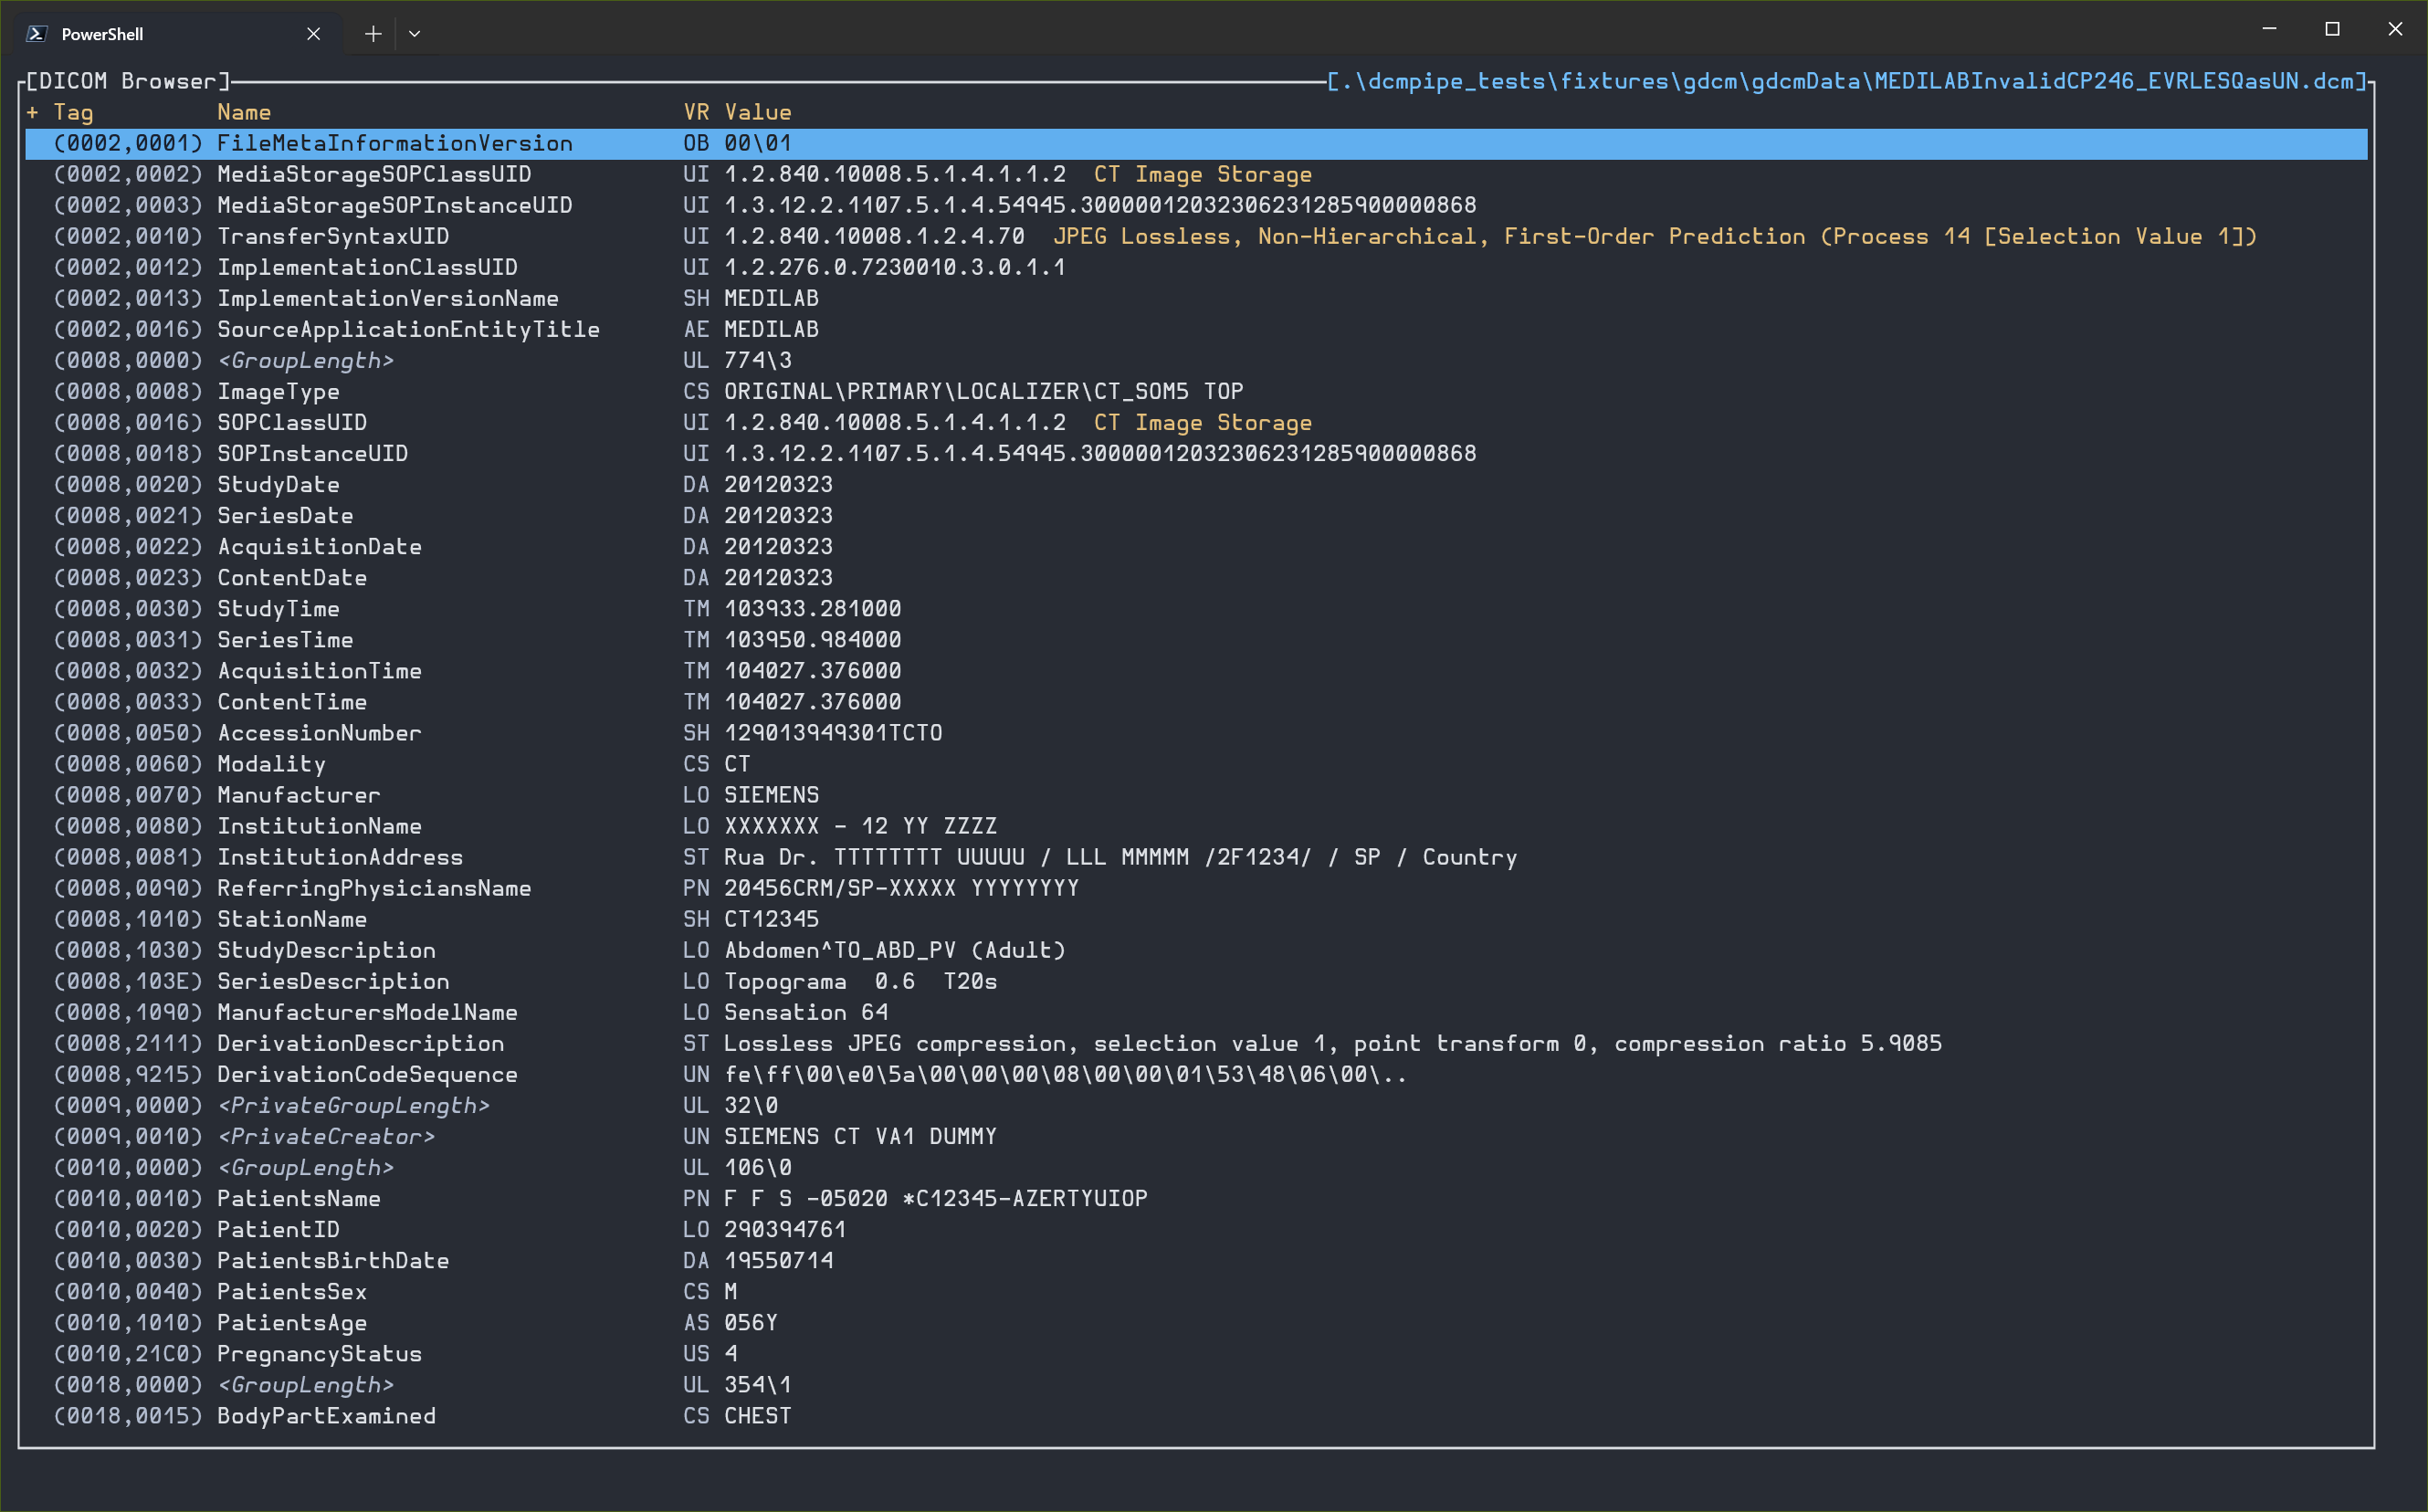 PowerShell
[DICOM Browser] [.\dcmpipe_tests\fixtures\gdcm\gdcmData\MEDILABInvalidCP246_EVRLESQasUN.dcm]
+ Tag Name VR Value
(0002,0001) FileMetaInformationVersion OB 00\01
(0002,0002) MediaStorageSOPClassUID UI 1.2.840.10008.5.1.4.1.1.2 CT Image Storage
(0002,0003) MediaStorageSOPInstanceUID UI 1.3.12.2.1107.5.1.4.54945.30000012032306231285900000868
(0002,0010) TransferSyntaxUID UI 1.2.840.10008.1.2.4.70 JPEG Lossless, Non-Hierarchical, First-Order Prediction (Process 14 [Selection Value 1])
(0002,0012) ImplementationClassUID UI 1.2.276.0.7230010.3.0.1.1
(0002,0013) ImplementationVersionName SH MEDILAB
(0002,0016) SourceApplicationEntityTitle AE MEDILAB
(0008,0000) <GroupLength> UL 774\3
(0008,0008) ImageType CS ORIGINAL\PRIMARY\LOCALIZER\CT_SOM5 TOP
(0008,0016) SOPClassUID UI 1.2.840.10008.5.1.4.1.1.2 CT Image Storage
(0008,0018) SOPInstanceUID UI 1.3.12.2.1107.5.1.4.54945.30000012032306231285900000868
(0008,0020) StudyDate DA 20120323
(0008,0021) SeriesDate DA 20120323
(0008,0022) AcquisitionDate DA 20120323
(0008,0023) ContentDate DA 20120323
(0008,0030) StudyTime TM 103933.281000
(0008,0031) SeriesTime TM 103950.984000
(0008,0032) AcquisitionTime TM 104027.376000
(0008,0033) ContentTime TM 104027.376000
(0008,0050) AccessionNumber SH 129013949301TCTO
(0008,0060) Modality CS CT
(0008,0070) Manufacturer LO SIEMENS
(0008,0080) InstitutionName LO XXXXXXX - 12 YY ZZZZ
(0008,0081) InstitutionAddress ST Rua Dr. TTTTTTTT UUUUU / LLL MMMMM /2F1234/ / SP / Country
(0008,0090) ReferringPhysiciansName PN 20456CRM/SP-XXXXX YYYYYYYY
(0008,1010) StationName SH CT12345
(0008,1030) StudyDescription LO Abdomen^TO_ABD_PV (Adult)
(0008,103E) SeriesDescription LO Topograma 0.6 T20s
(0008,1090) ManufacturersModelName LO Sensation 64
(0008,2111) DerivationDescription ST Lossless JPEG compression, selection value 1, point transform 0, compression ratio 5.9085
(0008,9215) DerivationCodeSequence UN fe\ff\00\e0\5a\00\00\00\08\00\00\01\53\48\06\00\..
(0009,0000) <PrivateGroupLength> UL 32\0
(0009,0010) <PrivateCreator> UN SIEMENS CT VA1 DUMMY
(0010,0000) <GroupLength> UL 106\0
(0010,0010) PatientsName PN F F S -05020 *C12345-AZERTYUIOP
(0010,0020) PatientID LO 290394761
(0010,0030) PatientsBirthDate DA 19550714
(0010,0040) PatientsSex CS M
(0010,1010) PatientsAge AS 056Y
(0010,21C0) PregnancyStatus US 4
(0018,0000) <GroupLength> UL 354\1
(0018,0015) BodyPartExamined CS CHEST